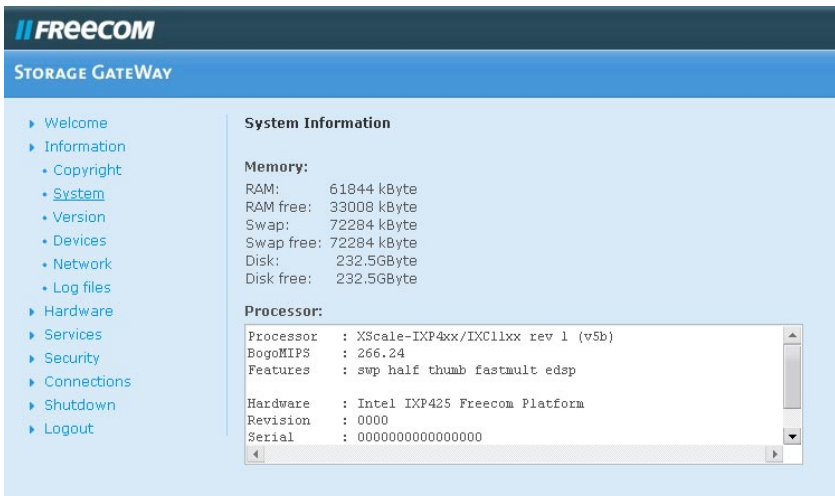 FREECOM
STORAGE GATEWAY
Welcome
Information
Copyright
System
Version
Devices
Network
Log files
Hardware
Services
Security
Connections
Shutdown
Logout
System Information
Memory:
RAM: 61844 kByte
RAM free: 33008 kByte
Swap: 72284 kByte
Swap free: 72284 kByte
Disk: 232.5GByte
Disk free: 232.5GByte
Processor:
Processor : XScale-IXP4xx/IXC11xx rev 1 (v5b)
BogoMIPS : 266.24
Features : swp half thumb fastmult edsp
Hardware : Intel IXP425 Freecom Platform
Revision : 0000
Serial : 0000000000000000